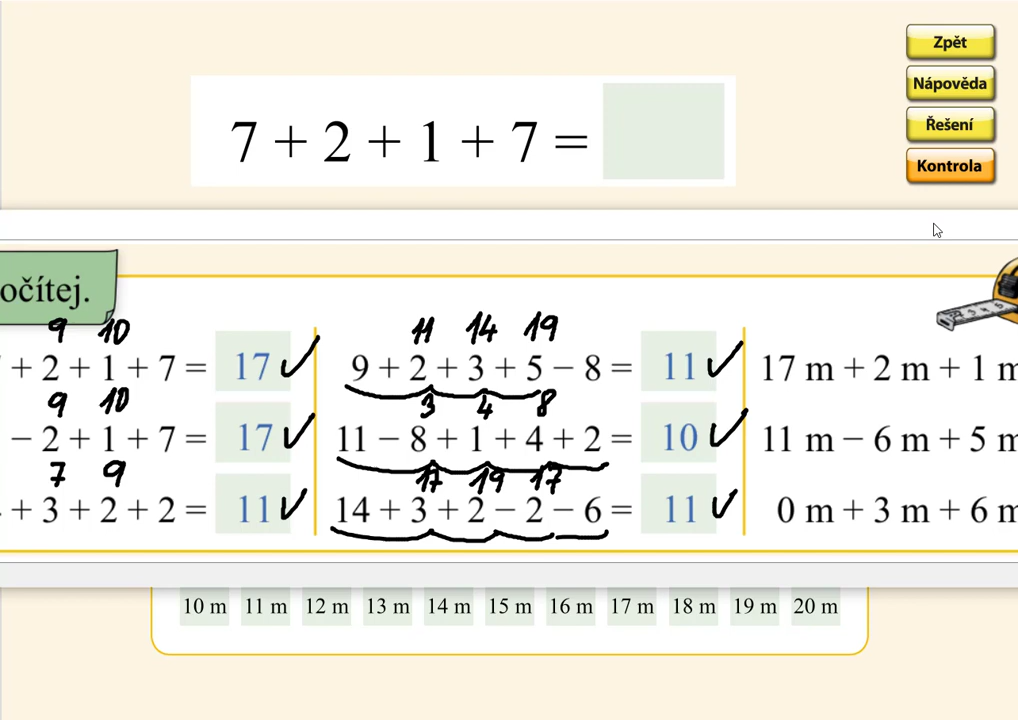 Zpět
Nápověda
Řešení
Kontrola
7 + 2 + 1 + 7 =
očítej.
9 10
+ 2 + 1 + 7 = 17
9 10
− 2 + 1 + 7 = 17
7 9
+ 3 + 2 + 2 = 11
11 14 19
9 + 2 + 3 + 5 − 8 = 11
3 4 8
11 − 8 + 1 + 4 + 2 = 10
17 19 17
14 + 3 + 2 − 2 − 6 = 11
17 m + 2 m + 1 m
11 m − 6 m + 5 m
0 m + 3 m + 6 m
10 m 11 m 12 m 13 m 14 m 15 m 16 m 17 m 18 m 19 m 20 m